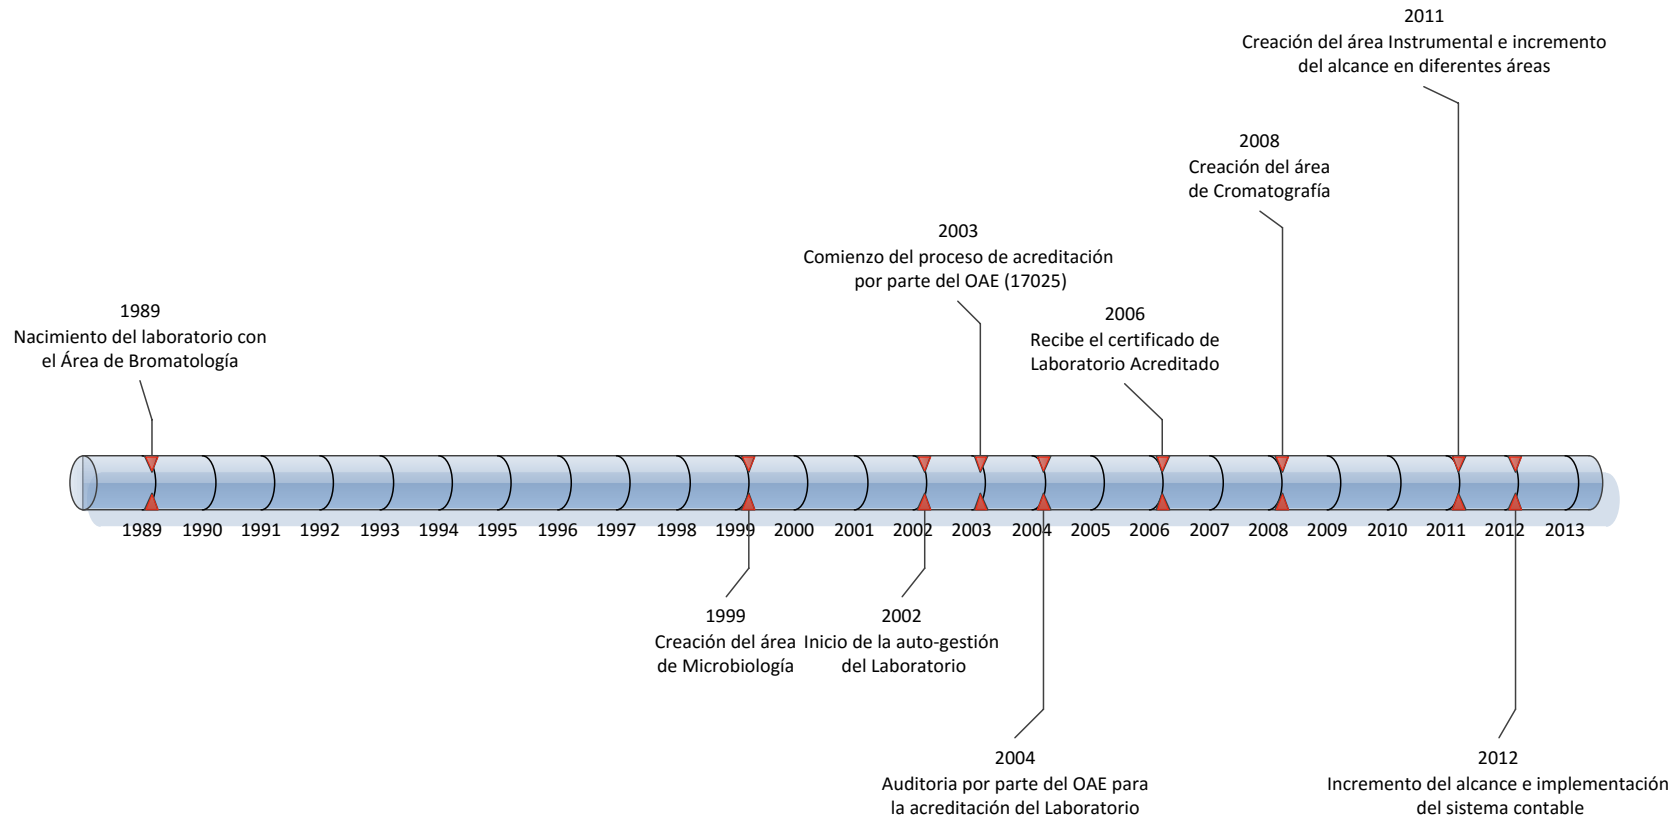 2011
Creación del área Instrumental e incremento
del alcance en diferentes áreas
2008
Creación del área
de Cromatografía
2003
Comienzo del proceso de acreditación
por parte del OAE (17025)
2006
Recibe el certificado de
Laboratorio Acreditado
1989
Nacimiento del laboratorio con
el Área de Bromatología
1989 1990 1991 1992 1993 1994 1995 1996 1997 1998 1999 2000 2001 2002 2003 2004 2005 2006 2007 2008 2009 2010 2011 2012 2013
1999
Creación del área
de Microbiología
2002
Inicio de la auto-gestión
del Laboratorio
2004
Auditoria por parte del OAE para
la acreditación del Laboratorio
2012
Incremento del alcance e implementación
del sistema contable